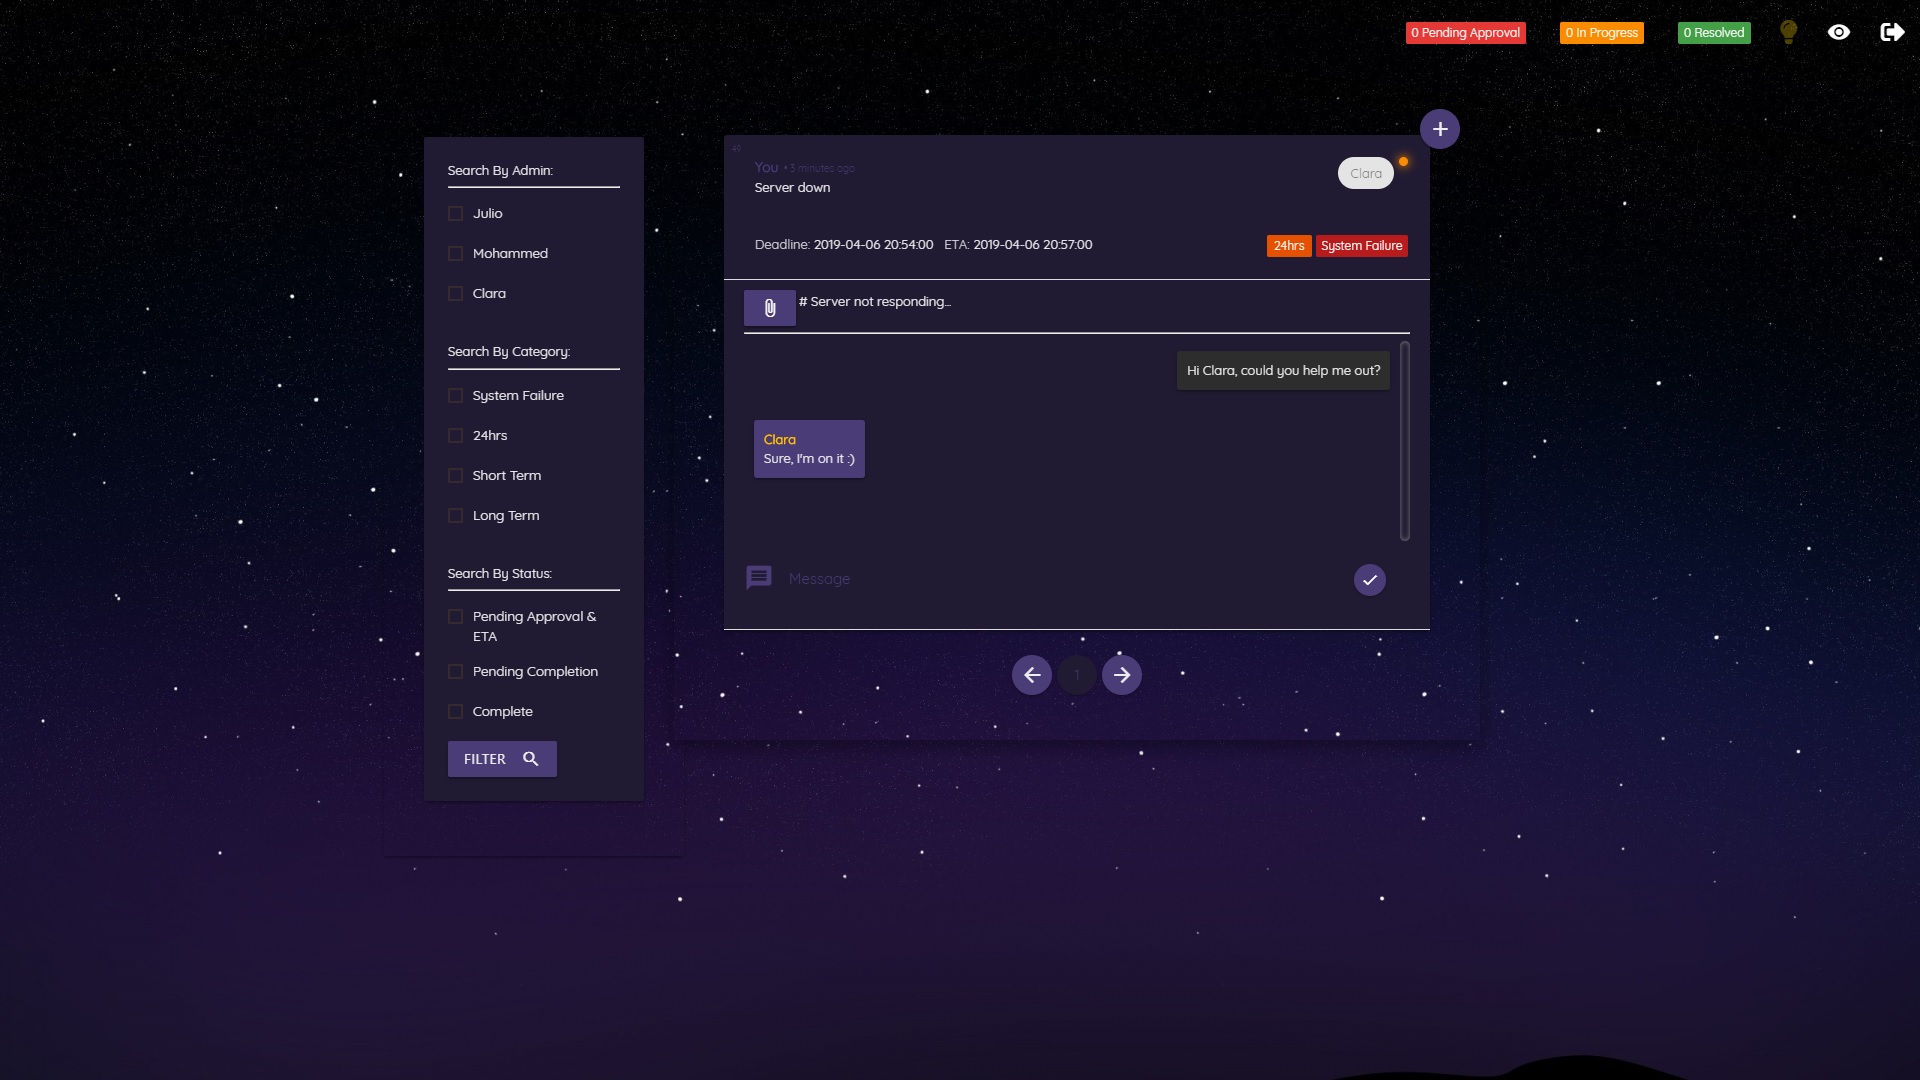 0 Pending Approval
0 In Progress
0 Resolved
Search By Admin:
Julio
Mohammed
Clara
Search By Category:
System Failure
24hrs
Short Term
Long Term
Search By Status:
Pending Approval &
ETA
Pending Completion
Complete
FILTER
49
You • 3 minutes ago
Clara
Server down
Deadline: 2019-04-06 20:54:00 ETA: 2019-04-06 20:57:00
24hrs
System Failure
# Server not responding...
Hi Clara, could you help me out?
Clara
Sure, I'm on it :)
Message
1